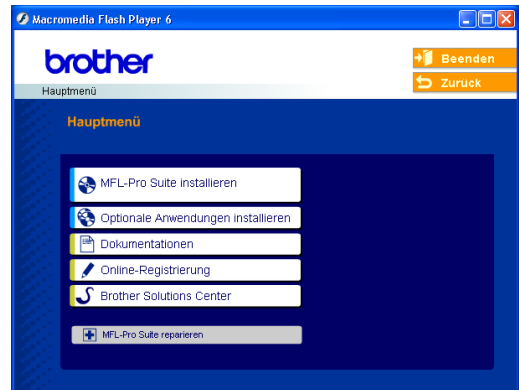 Macromedia Flash Player 6
brother
Beenden
Zurück
Hauptmenü
Hauptmenü
MFL-Pro Suite installieren
Optionale Anwendungen installieren
Dokumentationen
Online-Registrierung
Brother Solutions Center
MFL-Pro Suite reparieren